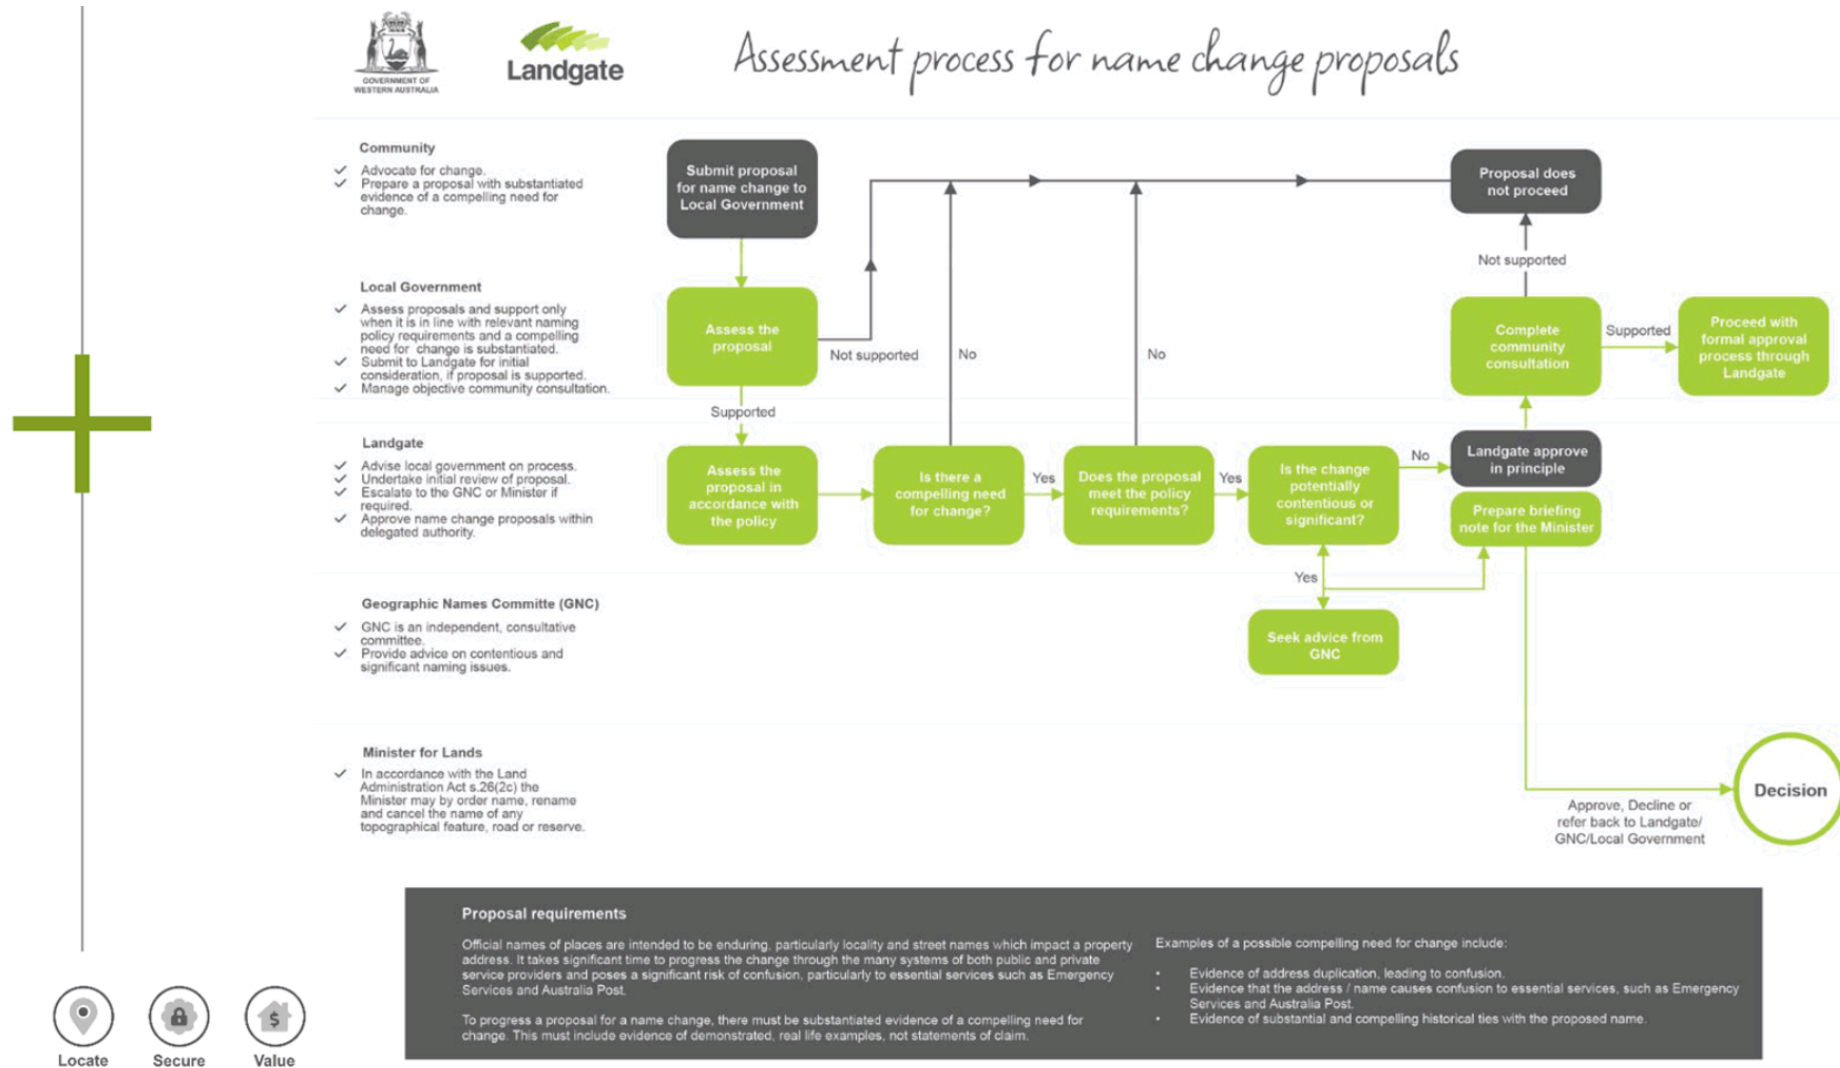 GOVERNMENT OF
WESTERN AUSTRALIA
Landgate
Assessment process for name change proposals
Community
Advocate for change.
Prepare a proposal with substantiated
evidence of a compelling need for
change.
Submit proposal
for name change to
Local Government
Proposal does
not proceed
Not supported
Local Government
Assess proposals and support only
when it is in line with relevant naming
policy requirements and a compelling
need for change is substantiated.
Submit to Landgate for initial
consideration, if proposal is supported.
Manage objective community consultation.
Assess the
proposal
Not supported
No
No
Complete
community
consultation
Supported
Proceed with
formal approval
process through
Landgate
Supported
Landgate
Advise local government on process.
Undertake initial review of proposal.
Escalate to the GNC or Minister if
required.
Approve name change proposals within
delegated authority.
Assess the
proposal in
accordance with
the policy
Is there a
compelling need
for change?
Yes
Does the proposal
meet the policy
requirements?
Yes
Is the change
potentially
contentious or
significant?
No
Landgate approve
in principle
Prepare briefing
note for the Minister
Yes
Geographic Names Committe (GNC)
GNC is an independent, consultative
committee.
Provide advice on contentious and
significant naming issues.
Seek advice from
GNC
Minister for Lands
In accordance with the Land
Administration Act s.26(2c) the
Minister may by order name, rename
and cancel the name of any
topographical feature, road or reserve.
Decision
Approve, Decline or
refer back to Landgate/
GNC/Local Government
Proposal requirements
Official names of places are intended to be enduring, particularly locality and street names which impact a property
address. It takes significant time to progress the change through the many systems of both public and private
service providers and poses a significant risk of confusion, particularly to essential services such as Emergency
Services and Australia Post.
To progress a proposal for a name change, there must be substantiated evidence of a compelling need for
change. This must include evidence of demonstrated, real life examples, not statements of claim.
Examples of a possible compelling need for change include:
• Evidence of address duplication, leading to confusion.
• Evidence that the address / name causes confusion to essential services, such as Emergency
Services and Australia Post.
• Evidence of substantial and compelling historical ties with the proposed name.
$
Locate
Secure
Value